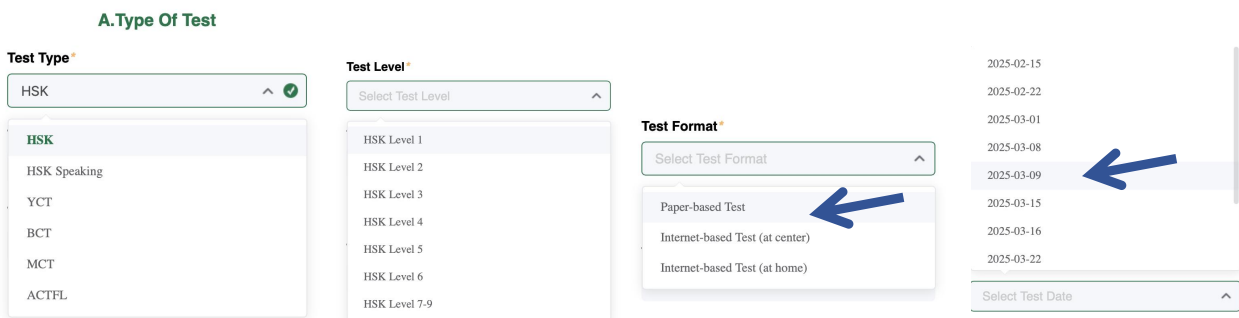 A.Type Of Test
Test Type*
HSK
HSK
HSK Speaking
YCT
BCT
MCT
ACTFL
Test Level*
Select Test Level
HSK Level 1
HSK Level 2
HSK Level 3
HSK Level 4
HSK Level 5
HSK Level 6
HSK Level 7-9
Test Format*
Select Test Format
Paper-based Test
Internet-based Test (at center)
Internet-based Test (at home)
2025-02-15
2025-02-22
2025-03-01
2025-03-08
2025-03-09
2025-03-15
2025-03-16
2025-03-22
Select Test Date